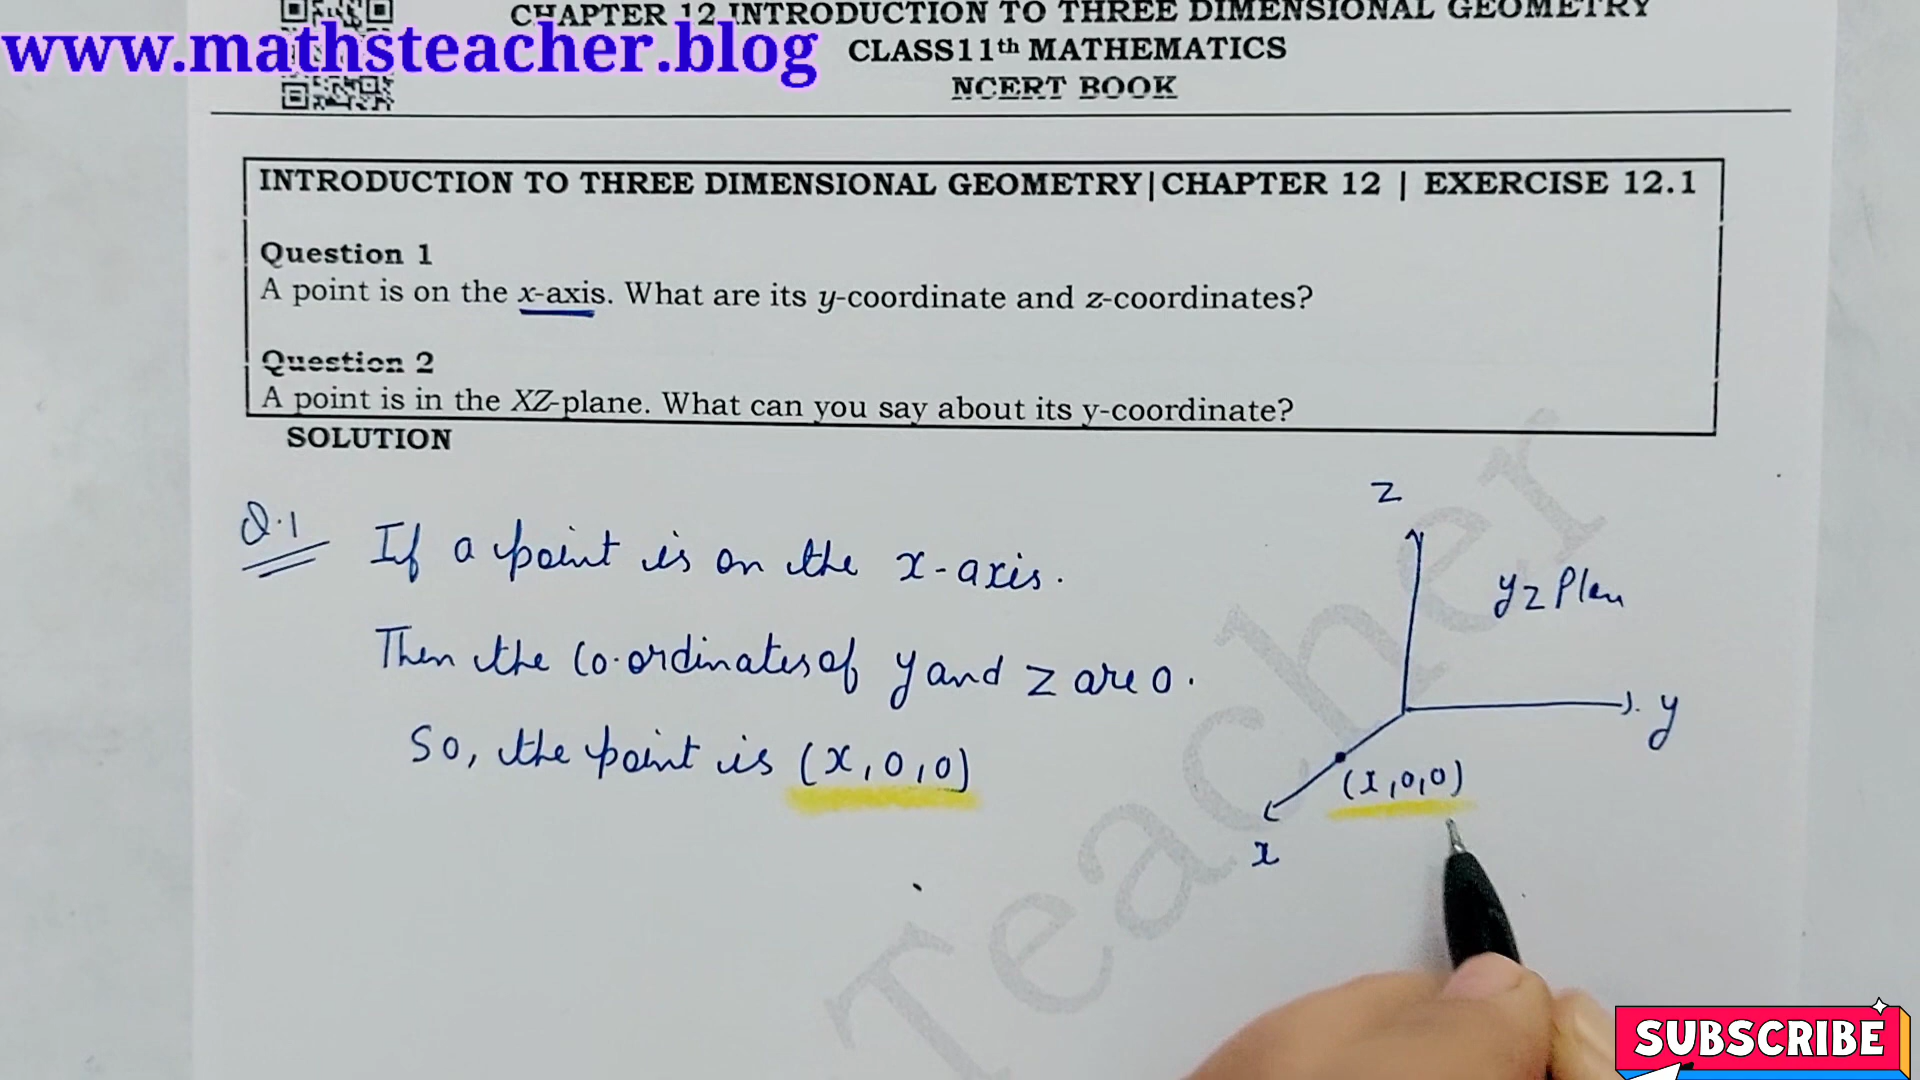 CHAPTER 12 INTRODUCTION TO THREE DIMENSIONAL GEOMETRY
www.mathsteacher.blog
CLASS11th MATHEMATICS
NCERT BOOK
INTRODUCTION TO THREE DIMENSIONAL GEOMETRY|CHAPTER 12 | EXERCISE 12.1
Question 1
A point is on the x-axis. What are its y-coordinate and z-coordinates?
Question 2
A point is in the XZ-plane. What can you say about its y-coordinate?
SOLUTION
Q.1 If a point is on the x-axis.
Then the co.ordinates of y and z are 0.
So, the point is (x,0,0)
z
yz Plan
y
(x,0,0)
x
Teacher
SUBSCRIBE